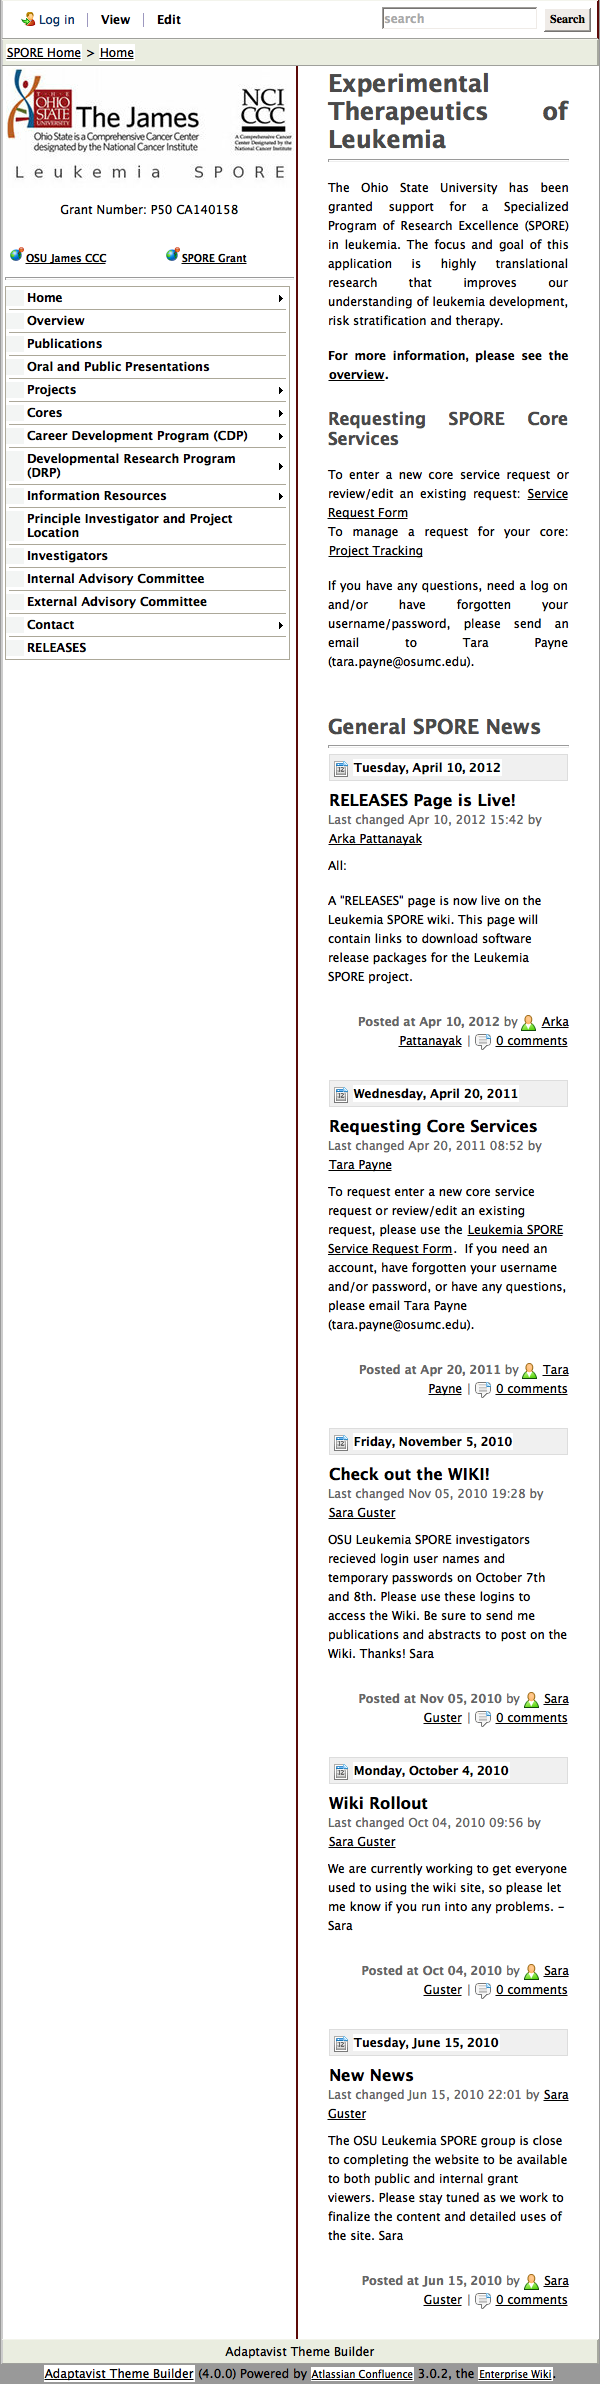 Log in | View | Edit search Search
SPORE Home > Home
THE
OHIO
STATE
UNIVERSITY
The James
Ohio State is a Comprehensive Cancer Center
designated by the National Cancer Institute
NCI
CCC
A Comprehensive Cancer
Center Designated by the
National Cancer Institute
Leukemia SPORE
Grant Number: P50 CA140158
OSU James CCC SPORE Grant
Home
Overview
Publications
Oral and Public Presentations
Projects
Cores
Career Development Program (CDP)
Developmental Research Program
(DRP)
Information Resources
Principle Investigator and Project
Location
Investigators
Internal Advisory Committee
External Advisory Committee
Contact
RELEASES
Experimental
Therapeutics of
Leukemia
The Ohio State University has been
granted support for a Specialized
Program of Research Excellence (SPORE)
in leukemia. The focus and goal of this
application is highly translational
research that improves our
understanding of leukemia development,
risk stratification and therapy.
For more information, please see the
overview.
Requesting SPORE Core
Services
To enter a new core service request or
review/edit an existing request: Service
Request Form
To manage a request for your core:
Project Tracking
If you have any questions, need a log on
and/or have forgotten your
username/password, please send an
email to Tara Payne
(tara.payne@osumc.edu).
General SPORE News
Tuesday, April 10, 2012
RELEASES Page is Live!
Last changed Apr 10, 2012 15:42 by
Arka Pattanayak
All:
A "RELEASES" page is now live on the
Leukemia SPORE wiki. This page will
contain links to download software
release packages for the Leukemia
SPORE project.
Posted at Apr 10, 2012 by Arka
Pattanayak | 0 comments
Wednesday, April 20, 2011
Requesting Core Services
Last changed Apr 20, 2011 08:52 by
Tara Payne
To request enter a new core service
request or review/edit an existing
request, please use the Leukemia SPORE
Service Request Form. If you need an
account, have forgotten your username
and/or password, or have any questions,
please email Tara Payne
(tara.payne@osumc.edu).
Posted at Apr 20, 2011 by Tara
Payne | 0 comments
Friday, November 5, 2010
Check out the WIKI!
Last changed Nov 05, 2010 19:28 by
Sara Guster
OSU Leukemia SPORE investigators
recieved login user names and
temporary passwords on October 7th
and 8th. Please use these logins to
access the Wiki. Be sure to send me
publications and abstracts to post on the
Wiki. Thanks! Sara
Posted at Nov 05, 2010 by Sara
Guster | 0 comments
Monday, October 4, 2010
Wiki Rollout
Last changed Oct 04, 2010 09:56 by
Sara Guster
We are currently working to get everyone
used to using the wiki site, so please let
me know if you run into any problems. -
Sara
Posted at Oct 04, 2010 by Sara
Guster | 0 comments
Tuesday, June 15, 2010
New News
Last changed Jun 15, 2010 22:01 by Sara
Guster
The OSU Leukemia SPORE group is close
to completing the website to be available
to both public and internal grant
viewers. Please stay tuned as we work to
finalize the content and detailed uses of
the site. Sara
Posted at Jun 15, 2010 by Sara
Guster | 0 comments
Adaptavist Theme Builder
Adaptavist Theme Builder (4.0.0) Powered by Atlassian Confluence 3.0.2, the Enterprise Wiki.